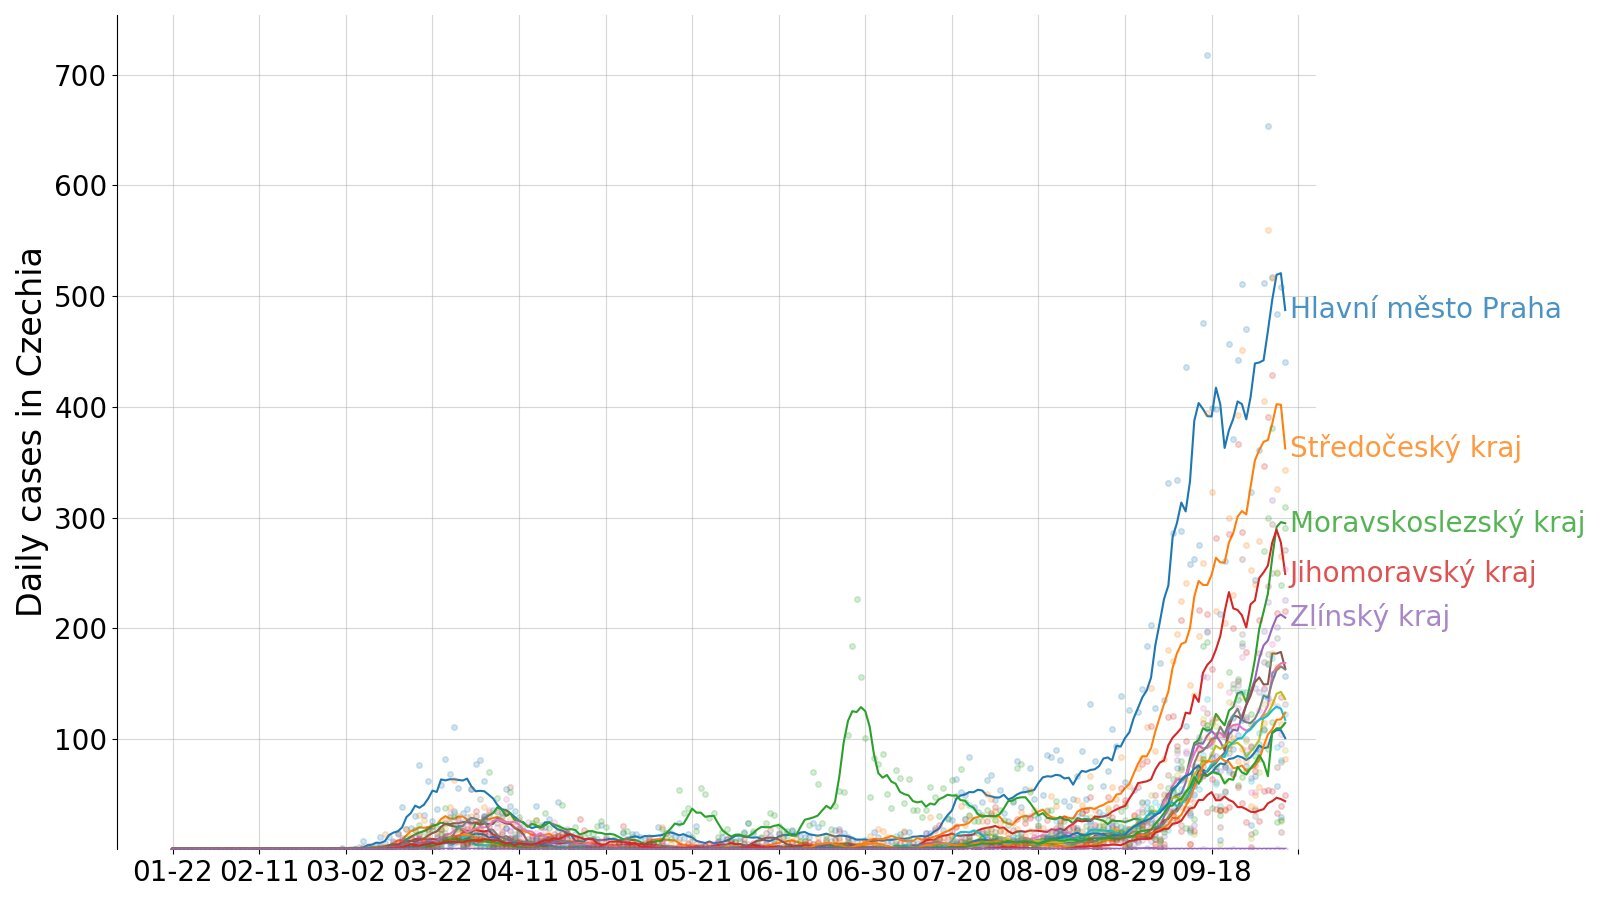 Daily cases in Czechia
700
600
500
400
300
200
100
Hlavní město Praha
Středočeský kraj
Moravskoslezský kraj
Jihomoravský kraj
Zlínský kraj
01-22 02-11 03-02 03-22 04-11 05-01 05-21 06-10 06-30 07-20 08-09 08-29 09-18